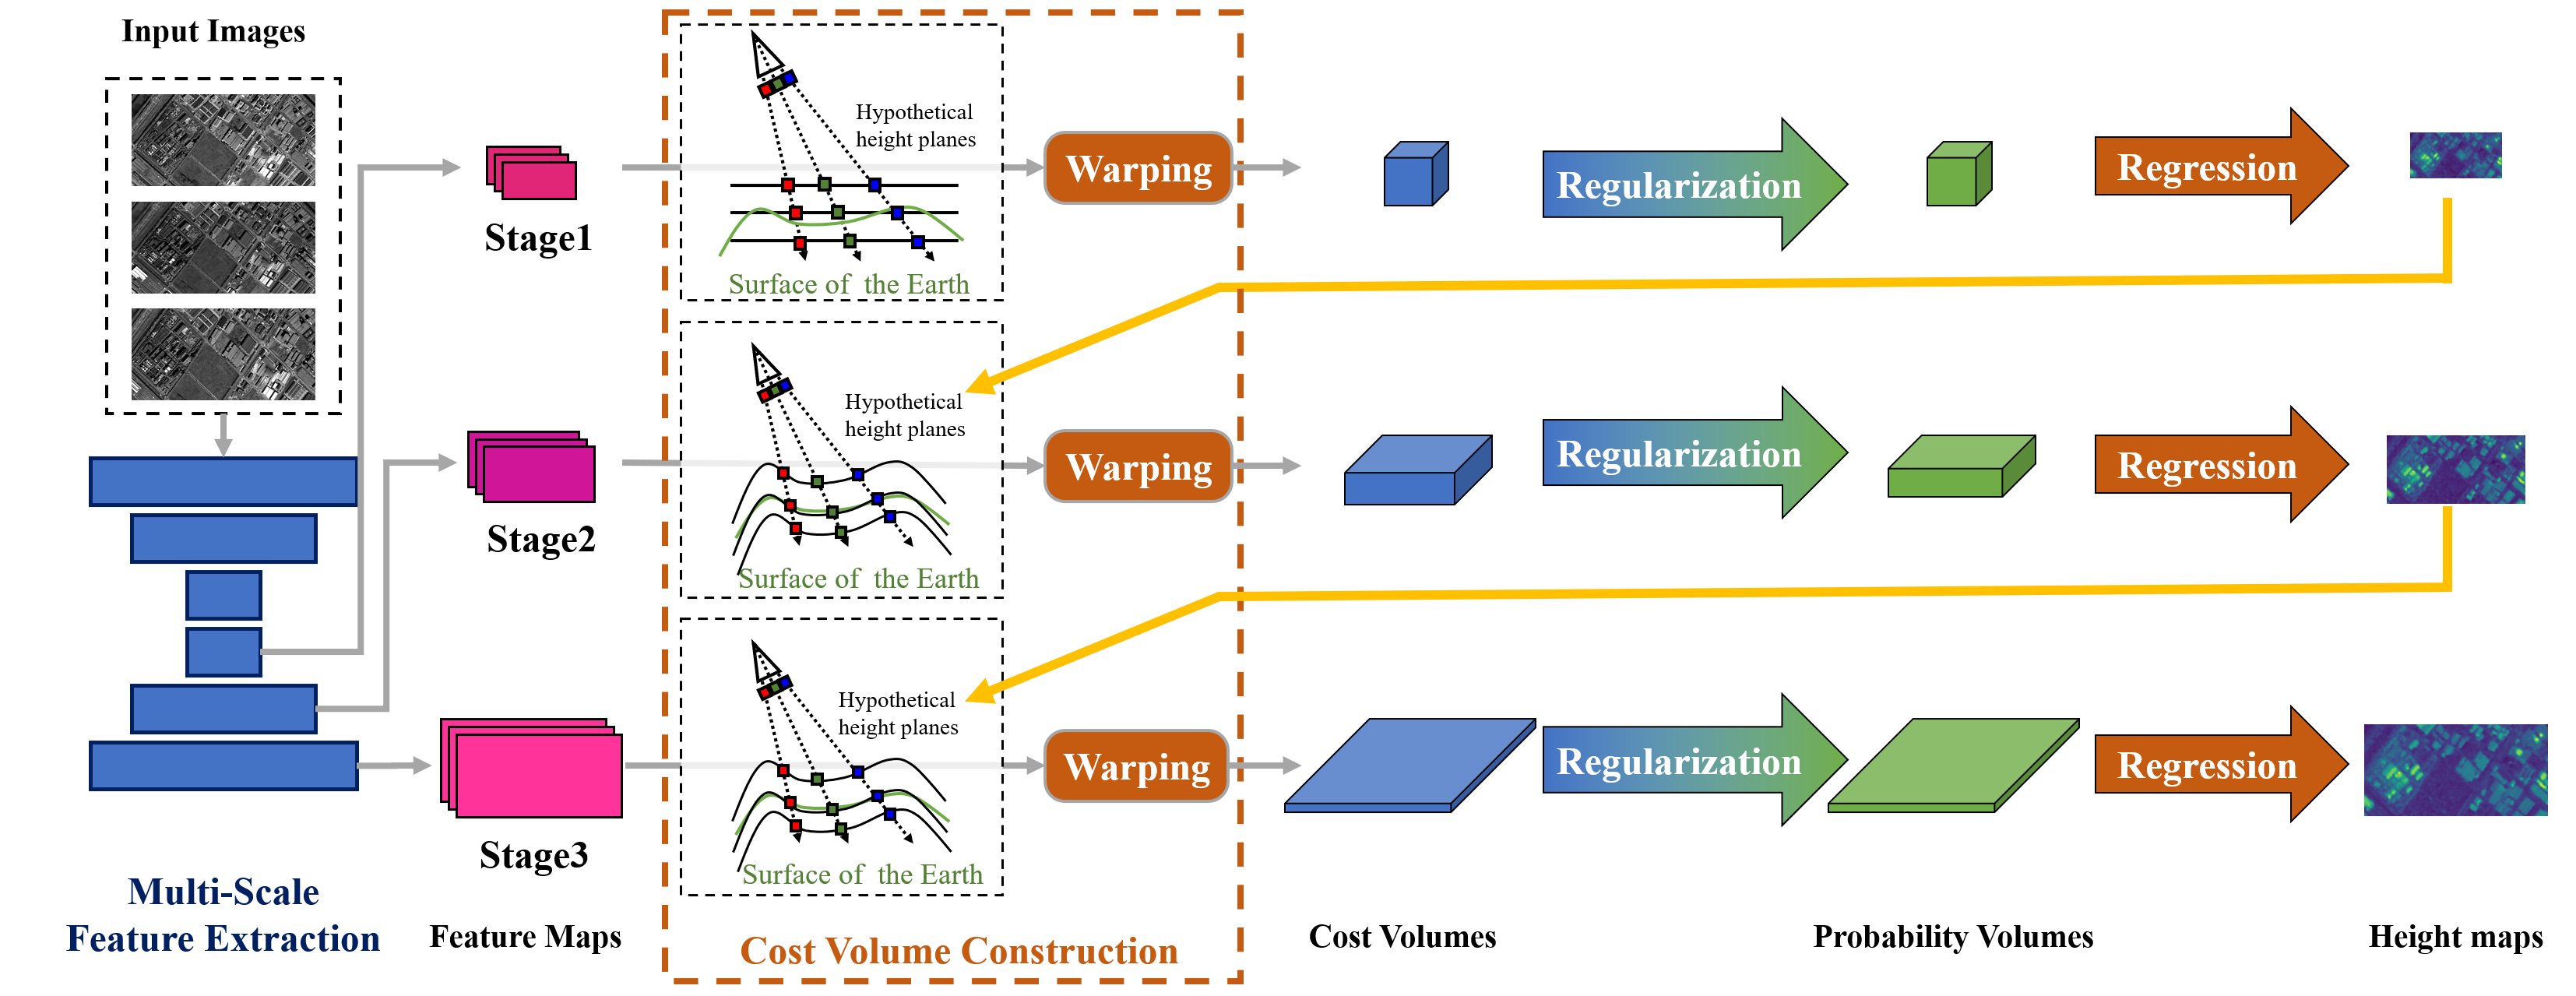 Input Images
Hypothetical
height planes
Surface of the Earth
Stage1
Warping
Regularization
Regression
Hypothetical
height planes
Surface of the Earth
Stage2
Warping
Regularization
Regression
Hypothetical
height planes
Surface of the Earth
Stage3
Warping
Regularization
Regression
Multi-Scale
Feature Extraction
Feature Maps
Cost Volume Construction
Cost Volumes
Probability Volumes
Height maps